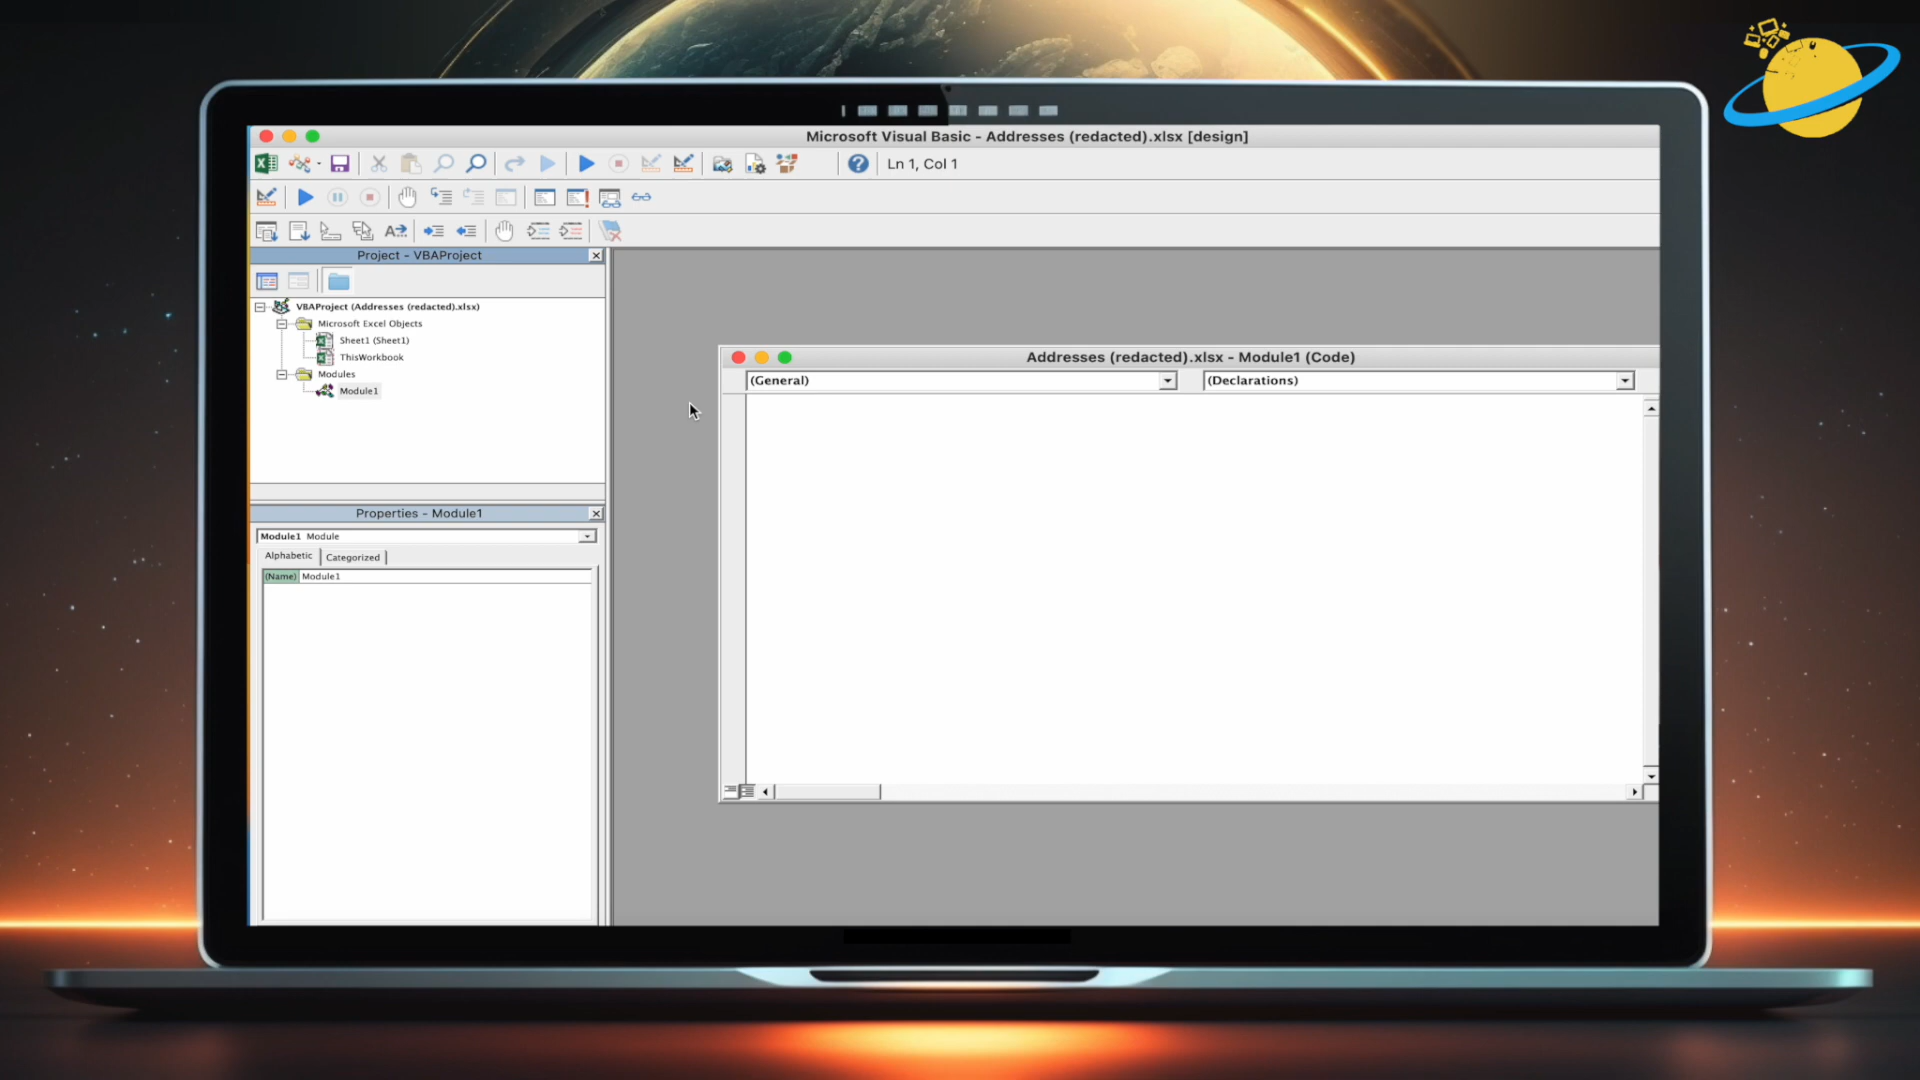 Microsoft Visual Basic - Addresses (redacted).xlsx [design]
Ln 1, Col 1
Project - VBAProject
VBAProject (Addresses (redacted).xlsx)
Microsoft Excel Objects
Sheet1 (Sheet1)
ThisWorkbook
Modules
Module1
Addresses (redacted).xlsx - Module1 (Code)
(General)
(Declarations)
Properties - Module1
Module1 Module
Alphabetic
Categorized
(Name) Module1